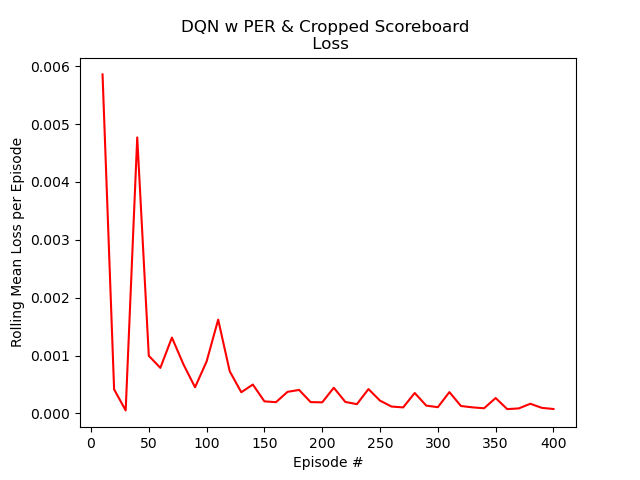 DQN w PER & Cropped Scoreboard
Loss
0.006
0.005
0.004
0.003
0.002
0.001
0.000
Rolling Mean Loss per Episode
0 50 100 150 200 250 300 350 400
Episode #